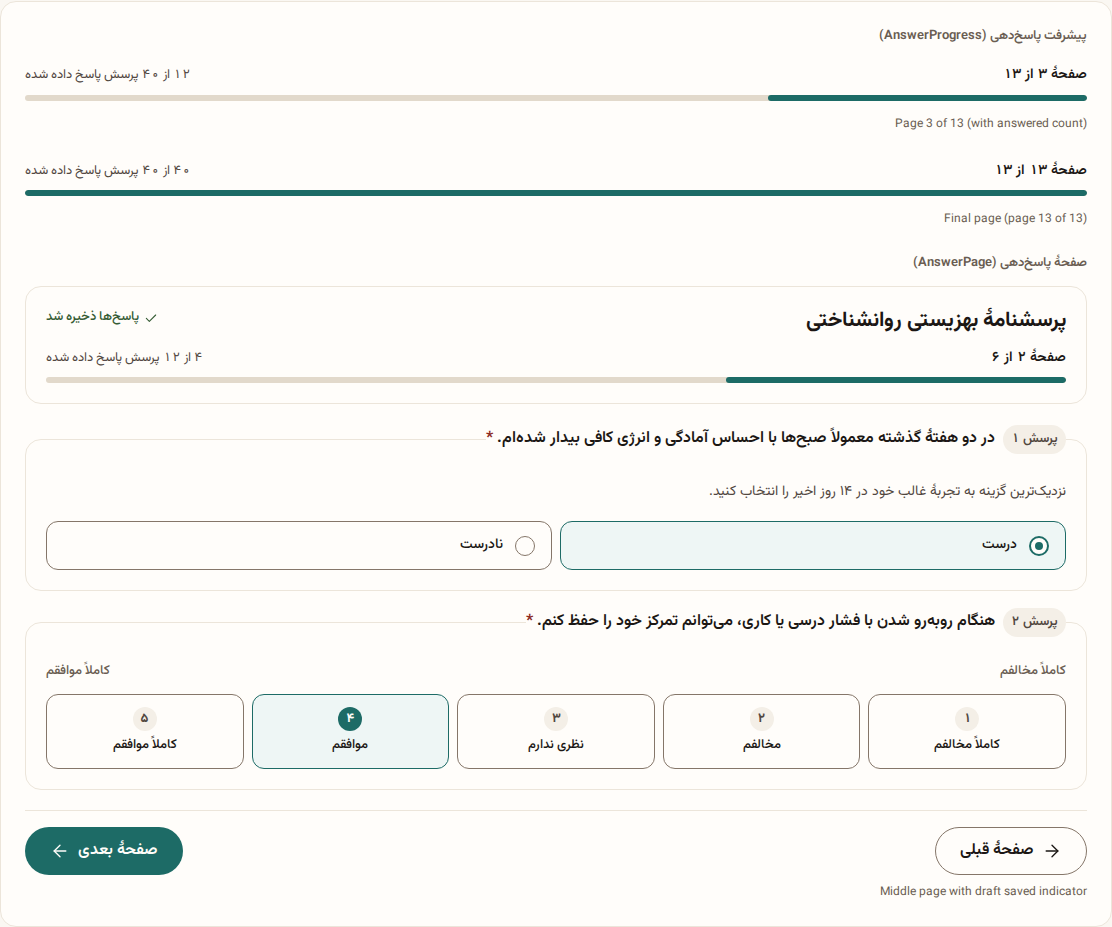 پیشرفت پاسخ‌دهی (AnswerProgress)
صفحهٔ ۳ از ۱۳
۱۲ از ۴۰ پرسش پاسخ داده شده
Page 3 of 13 (with answered count)
صفحهٔ ۱۳ از ۱۳
۴۰ از ۴۰ پرسش پاسخ داده شده
Final page (page 13 of 13)
صفحهٔ پاسخ‌دهی (AnswerPage)
پرسشنامهٔ بهزیستی روانشناختی
پاسخ‌ها ذخیره شد
صفحهٔ ۲ از ۶
۴ از ۱۲ پرسش پاسخ داده شده
پرسش ۱ در دو هفتهٔ گذشته معمولاً صبح‌ها با احساس آمادگی و انرژی کافی بیدار شده‌ام. *
نزدیک‌ترین گزینه به تجربهٔ غالب خود در ۱۴ روز اخیر را انتخاب کنید.
درست
نادرست
پرسش ۲ هنگام روبه‌رو شدن با فشار درسی یا کاری، می‌توانم تمرکز خود را حفظ کنم. *
کاملاً مخالفم
کاملاً موافقم
۱
کاملاً مخالفم
۲
مخالفم
۳
نظری ندارم
۴
موافقم
۵
کاملاً موافقم
صفحهٔ قبلی
صفحهٔ بعدی
Middle page with draft saved indicator